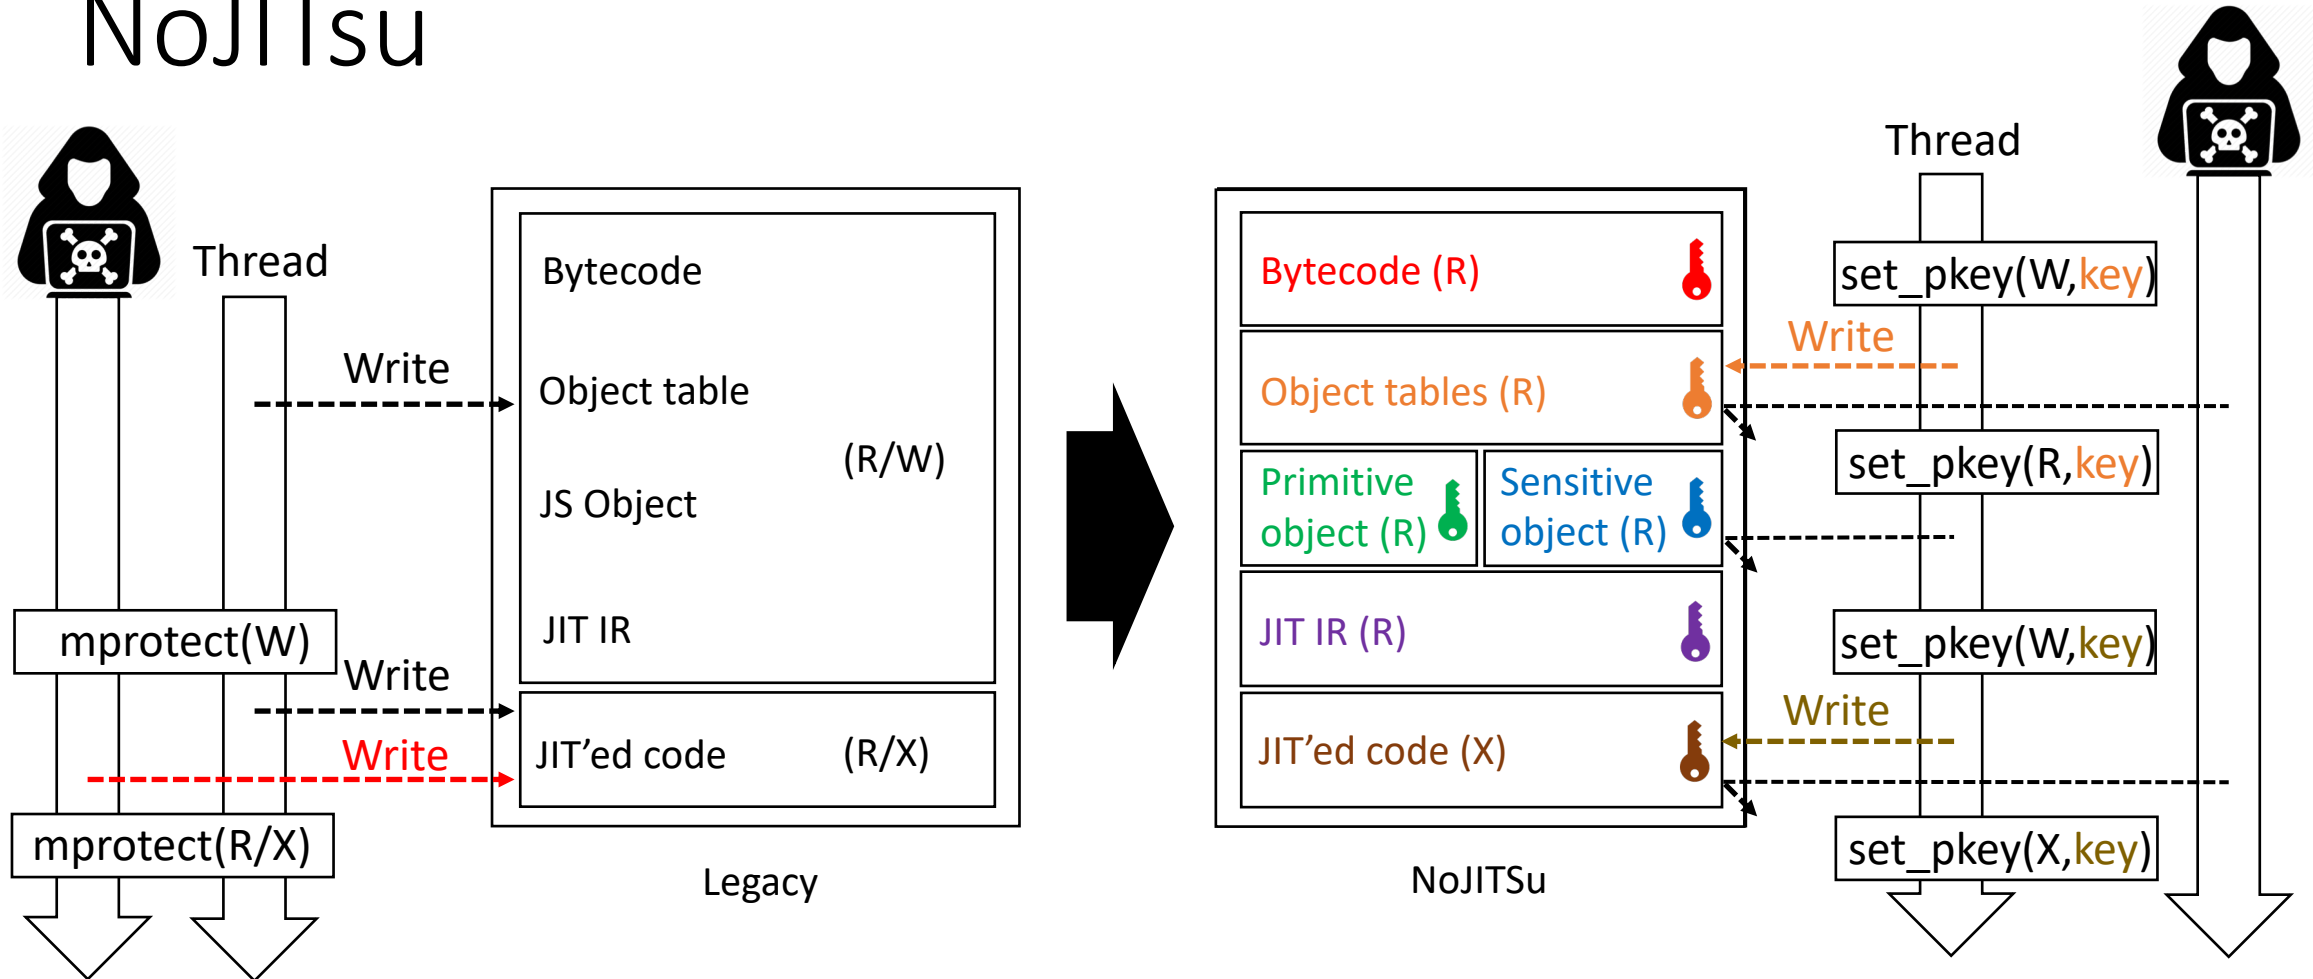 NoJITsu
Thread
Write
mprotect(W)
Write
Write
mprotect(R/X)
Bytecode
Object table
(R/W)
JS Object
JIT IR
JIT’ed code (R/X)
Legacy
Bytecode (R)
Object tables (R)
Primitive
object (R)
Sensitive
object (R)
JIT IR (R)
JIT’ed code (X)
NoJITSu
Thread
set_pkey(W,key)
Write
set_pkey(R,key)
set_pkey(W,key)
Write
set_pkey(X,key)